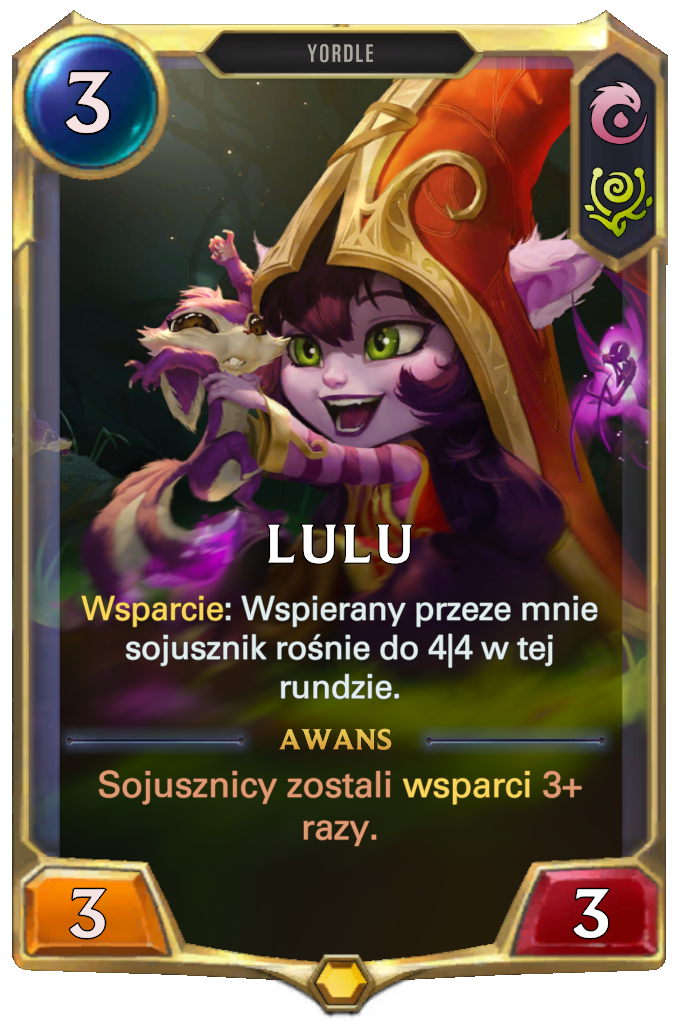 YORDLE
3
LULU
Wsparcie: Wspierany przeze mnie
sojusznik rośnie do 4|4 w tej
rundzie.
AWANS
Sojusznicy zostali wsparci 3+
razy.
3
3